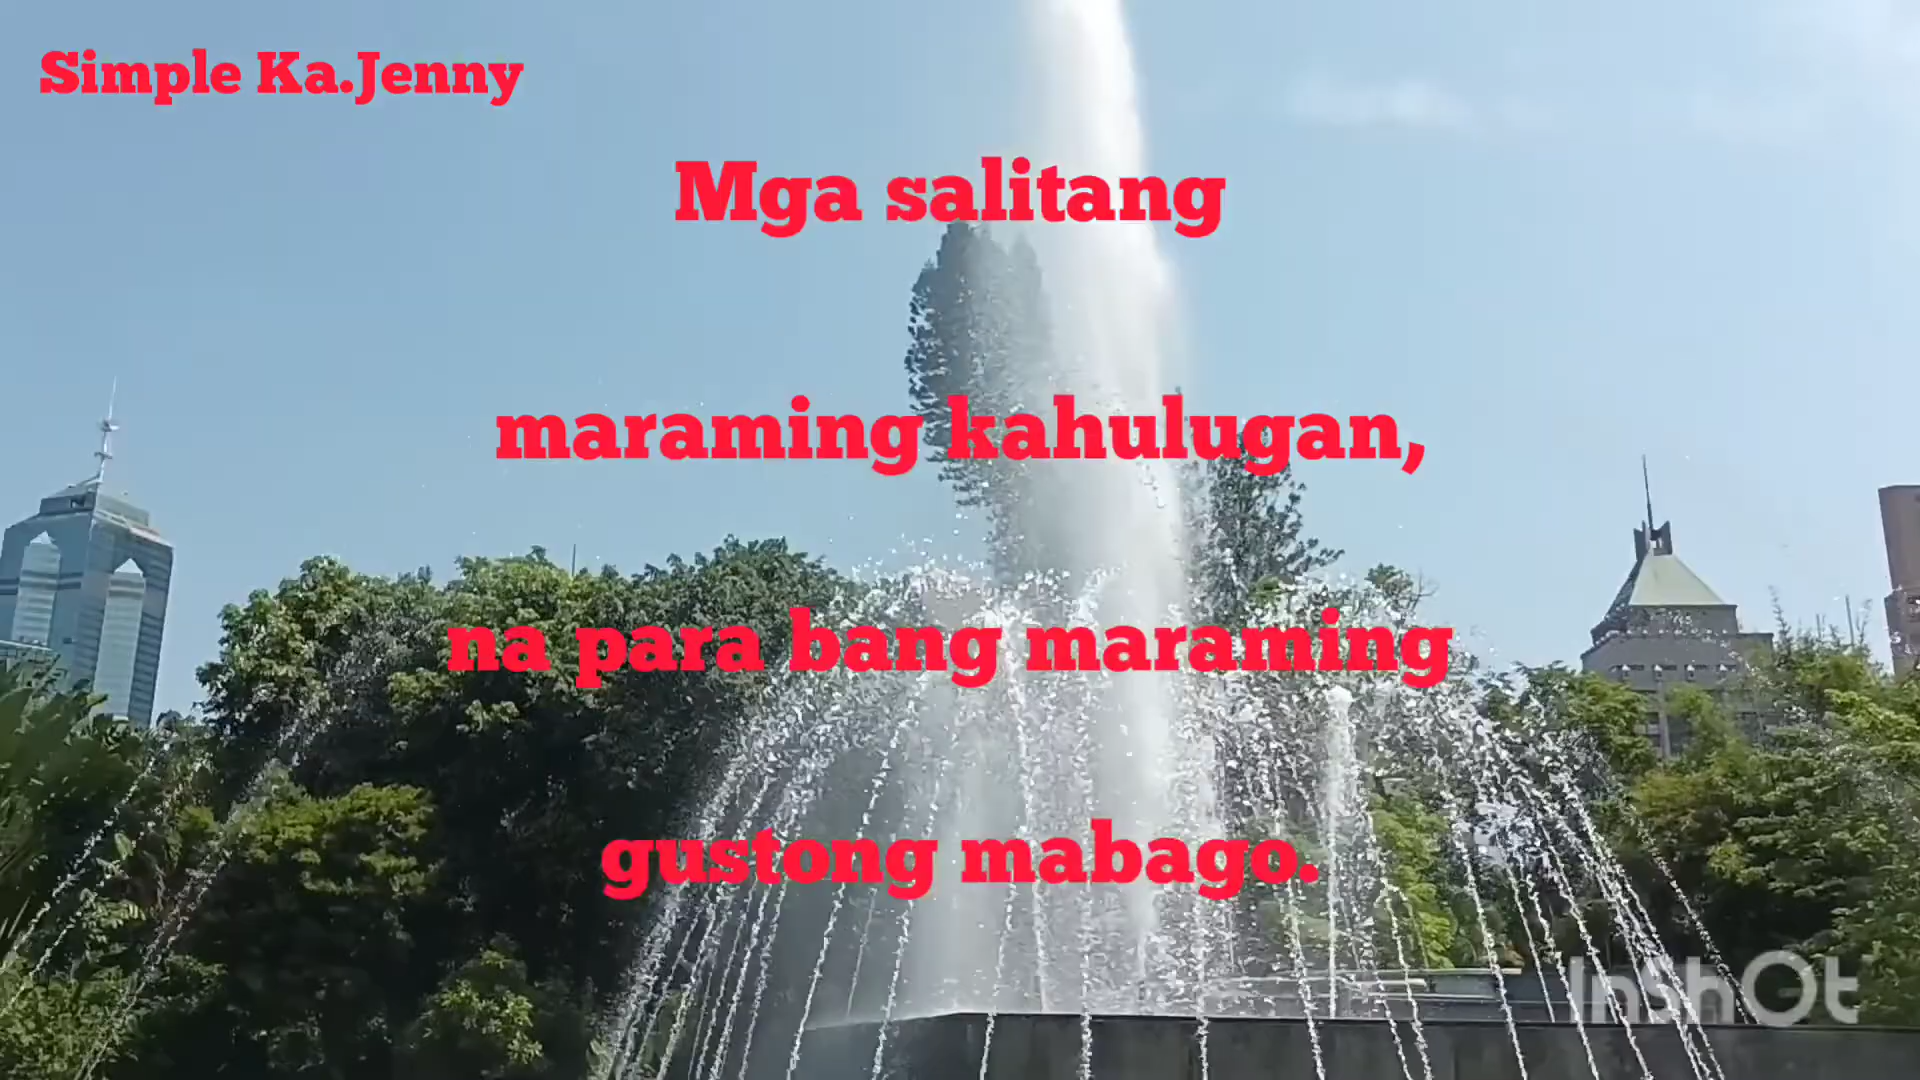 Simple Ka.Jenny
Mga salitang
maraming kahulugan,
na para bang maraming
gustong mabago.
InShOt